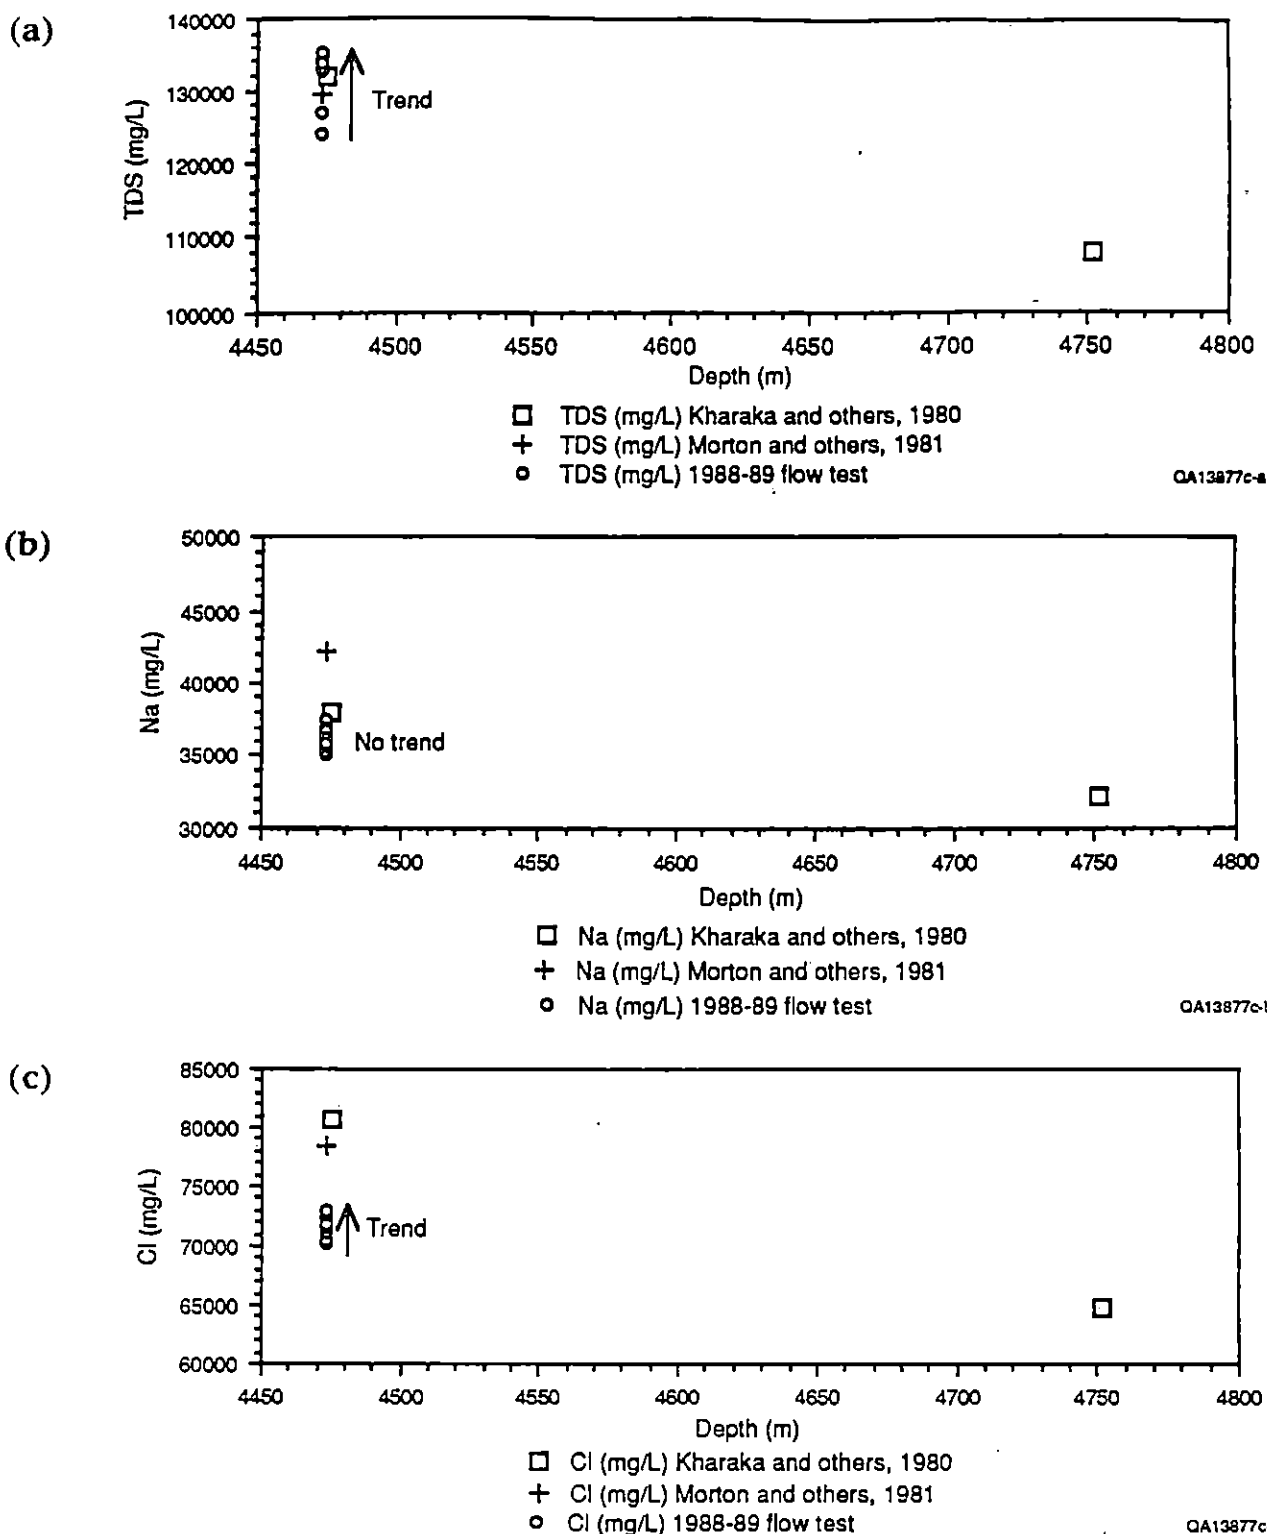 (a)
140000
130000
120000
110000
100000
TDS (mg/L)
Trend
4450 4500 4550 4600 4650 4700 4750 4800
Depth (m)
TDS (mg/L) Kharaka and others, 1980
TDS (mg/L) Morton and others, 1981
TDS (mg/L) 1988-89 flow test
QA13877c-a
(b)
50000
45000
40000
35000
30000
Na (mg/L)
No trend
4450 4500 4550 4600 4650 4700 4750 4800
Depth (m)
Na (mg/L) Kharaka and others, 1980
Na (mg/L) Morton and others, 1981
Na (mg/L) 1988-89 flow test
QA13877c-
(c)
85000
80000
75000
70000
65000
60000
Cl (mg/L)
Trend
4450 4500 4550 4600 4650 4700 4750 4800
Depth (m)
Cl (mg/L) Kharaka and others, 1980
Cl (mg/L) Morton and others, 1981
Cl (mg/L) 1988-89 flow test
QA13877c